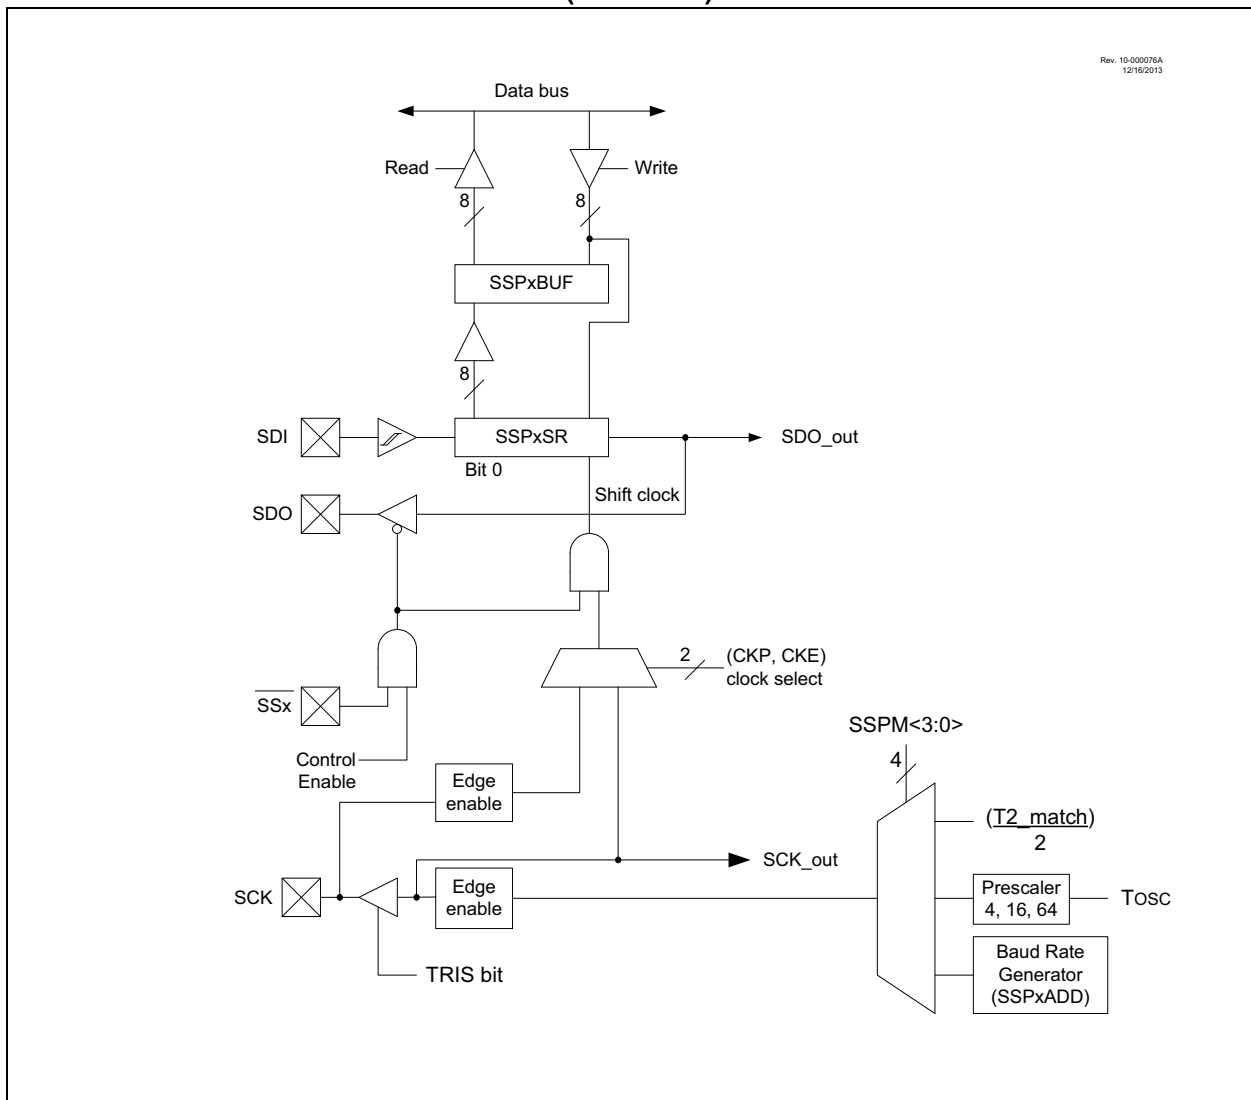 Rev. 10-000076A
12/16/2013
Data bus
Read
Write
8
8
SSPxBUF
8
SDI
SSPxSR
SDO_out
Bit 0
Shift clock
SDO
2
(CKP, CKE)
clock select
SSx
Control
Enable
SSPM<3:0>
4
Edge
enable
(T2_match)
2
SCK_out
SCK
Edge
enable
Prescaler
4, 16, 64
TOSC
TRIS bit
Baud Rate
Generator
(SSPxADD)